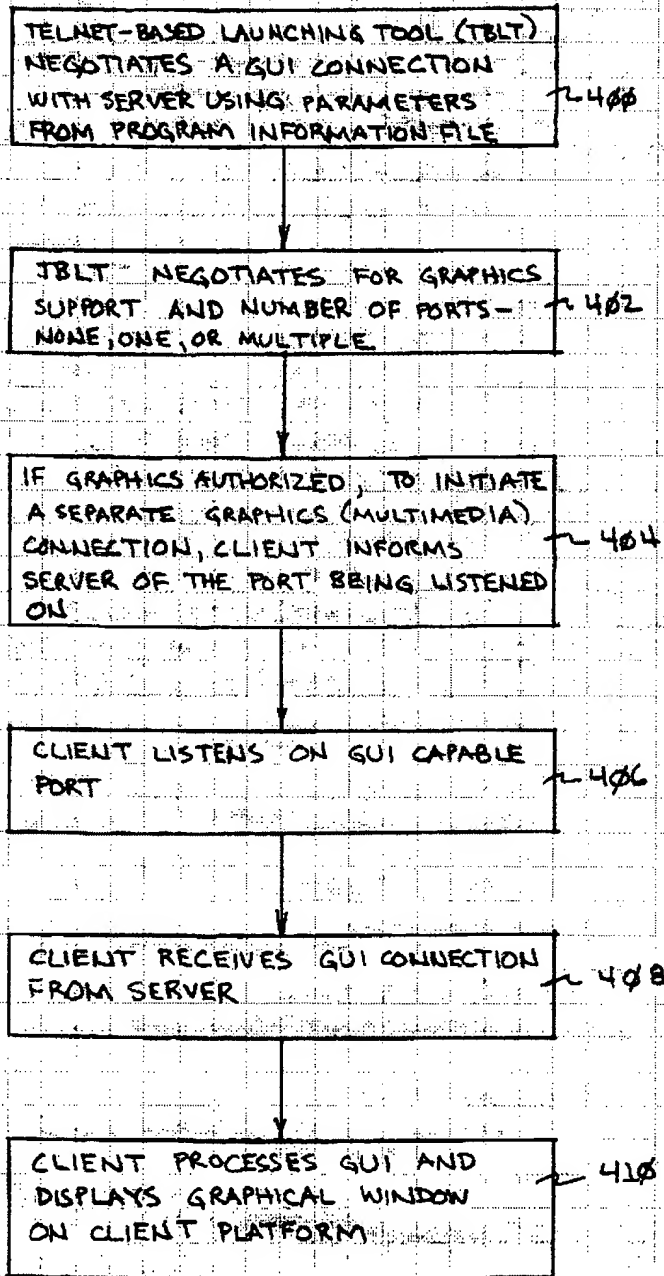 TELNET-BASED LAUNCHING TOOL (TBLT)
NEGOTIATES A GUI CONNECTION
WITH SERVER USING PARAMETERS
FROM PROGRAM INFORMATION FILE
400
TBLT NEGOTIATES FOR GRAPHICS
SUPPORT AND NUMBER OF PORTS-
NONE, ONE, OR MULTIPLE
402
IF GRAPHICS AUTHORIZED, TO INITIATE
A SEPARATE GRAPHICS (MULTIMEDIA)
CONNECTION, CLIENT INFORMS
SERVER OF THE PORT BEING LISTENED
ON
404
CLIENT LISTENS ON GUI CAPABLE
PORT
406
CLIENT RECEIVES GUI CONNECTION
FROM SERVER
408
CLIENT PROCESSES GUI AND
DISPLAYS GRAPHICAL WINDOW
ON CLIENT PLATFORM
410